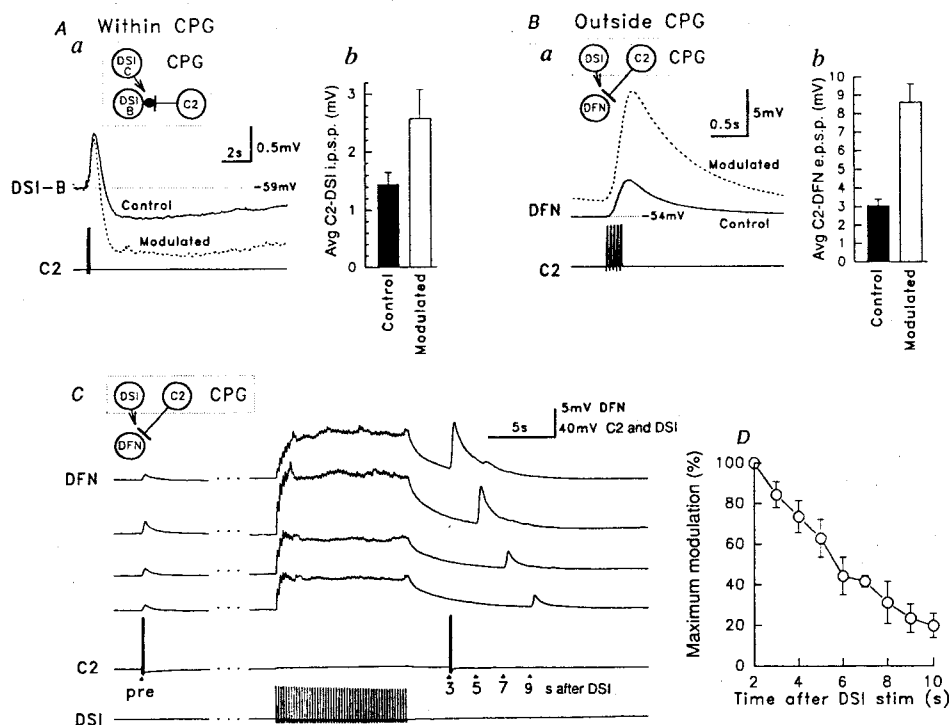 A Within CPG
a
DSI C
CPG
DSI B
C2
2s
0.5mV
DSI-B
-59mV
Control
Modulated
C2
b
Avg C2-DSI i.p.s.p. (mV)
3
2
1
0
Control
Modulated
B Outside CPG
a
DSI
C2
CPG
DFN
0.5s
5mV
Modulated
DFN
-54mV
Control
C2
b
Avg C2-DFN e.p.s.p. (mV)
10
9
8
7
6
5
4
3
2
1
0
Control
Modulated
C
DSI
C2
CPG
DFN
5s
5mV DFN
40mV C2 and DSI
DFN
...
...
...
...
C2
...
pre
3 5 7 9 s after DSI
DSI
...
D
Maximum modulation (%)
100
80
60
40
20
0
2 4 6 8 10
Time after DSI stim (s)